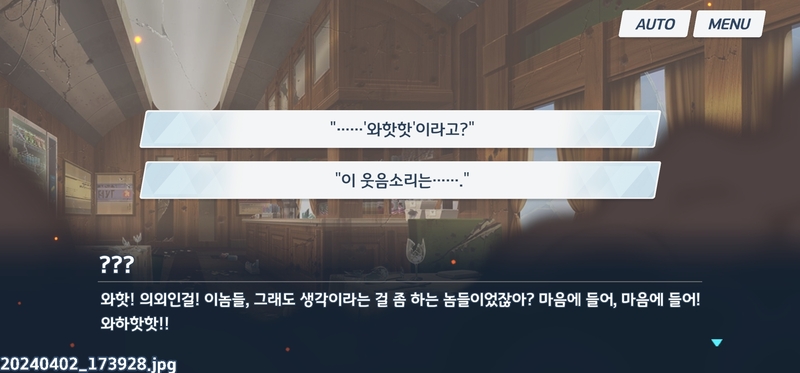 AUTO MENU
"⋯⋯'와핫핫'이라고?"
"이 웃음소리는⋯⋯."
???
와핫! 의외인걸! 이놈들, 그래도 생각이라는 걸 좀 하는 놈들이었잖아? 마음에 들어, 마음에 들어!
와하핫핫!!
20240402_173928.jpg